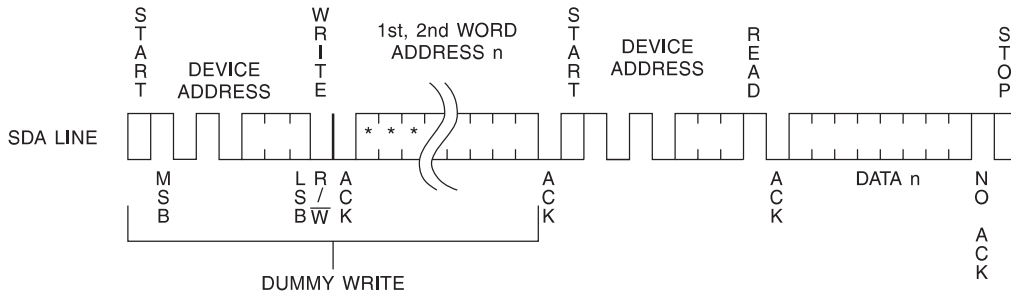 START
WRITE
1st, 2nd WORD
ADDRESS n
START
READ
STOP
DEVICE
ADDRESS
DEVICE
ADDRESS
SDA LINE
* * *
MSB
LSB
R/W
ACK
ACK
ACK
DATA n
NO ACK
DUMMY WRITE